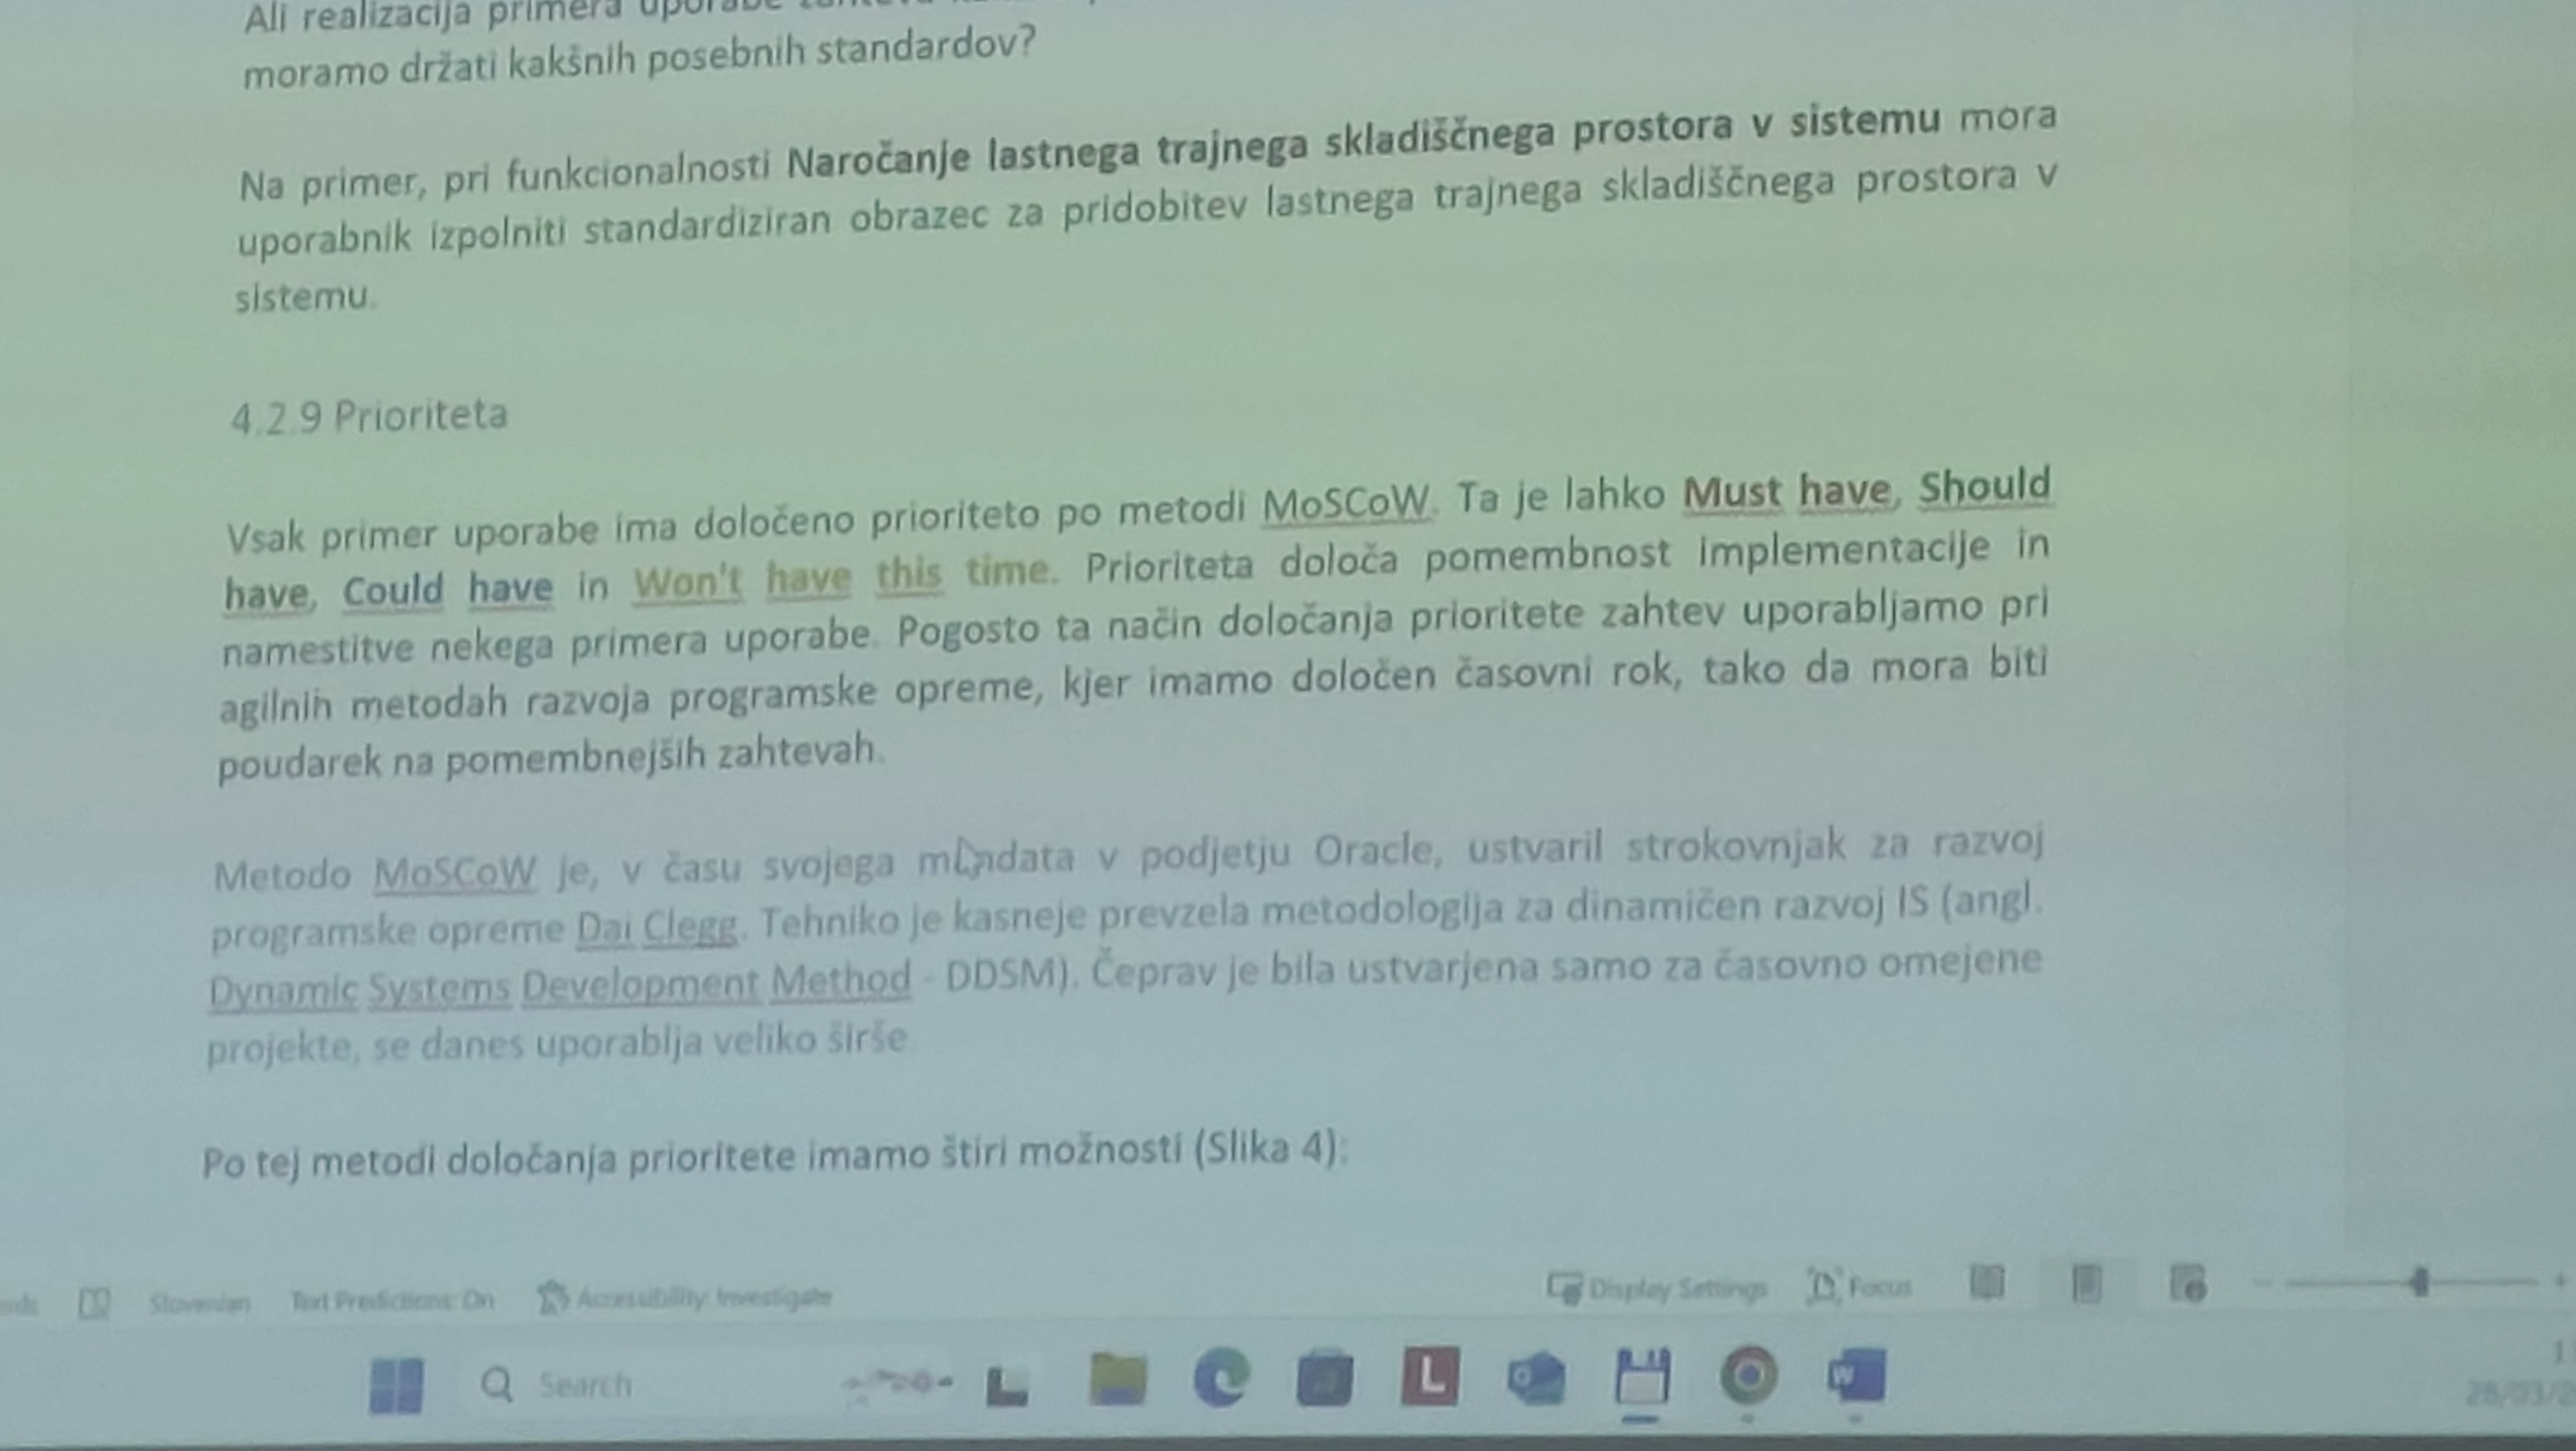 Ali realizacija primera uporabe
moramo držati kakšnih posebnih standardov?
Na primer, pri funkcionalnosti Naročanje lastnega trajnega skladiščnega prostora v sistemu mora
uporabnik izpolniti standardiziran obrazec za pridobitev lastnega trajnega skladiščnega prostora v
sistemu.
4.2.9 Prioriteta
Vsak primer uporabe ima določeno prioriteto po metodi MoSCoW. Ta je lahko Must have, Should
have, Could have in Won't have this time. Prioriteta določa pomembnost implementacije in
namestitve nekega primera uporabe. Pogosto ta način določanja prioritete zahtev uporabljamo pri
agilnih metodah razvoja programske opreme, kjer imamo določen časovni rok, tako da mora biti
poudarek na pomembnejših zahtevah.
Metodo MoSCoW je, v času svojega mandata v podjetju Oracle, ustvaril strokovnjak za razvoj
programske opreme Dai Clegg. Tehniko je kasneje prevzela metodologija za dinamičen razvoj IS (angl.
Dynamic Systems Development Method - DDSM). Čeprav je bila ustvarjena samo za časovno omejene
projekte, se danes uporablja veliko širše.
Po tej metodi določanja prioritete imamo štiri možnosti (Slika 4):
Slovenian Text Predictions: On Accessibility: Investigate Display Settings Focus
Search L
28/03/